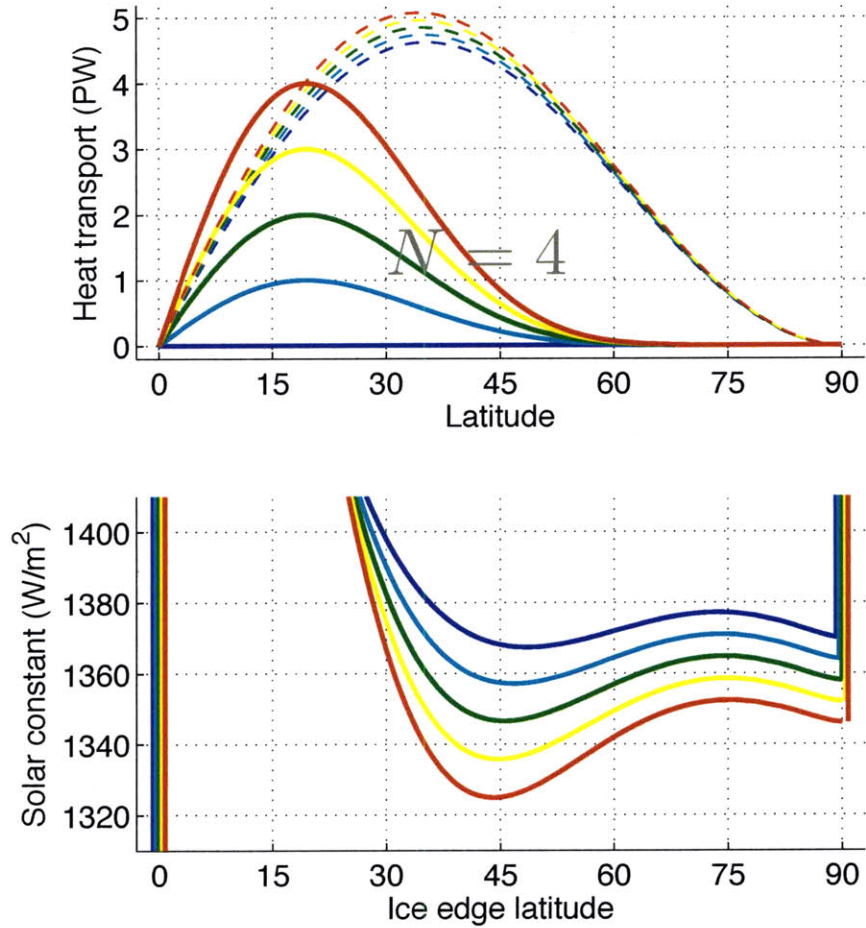 5
4
3
2
1
0
Heat transport (PW)
N = 4
0 15 30 45 60 75 90
Latitude
1400
1380
1360
1340
1320
Solar constant (W/m²)
0 15 30 45 60 75 90
Ice edge latitude